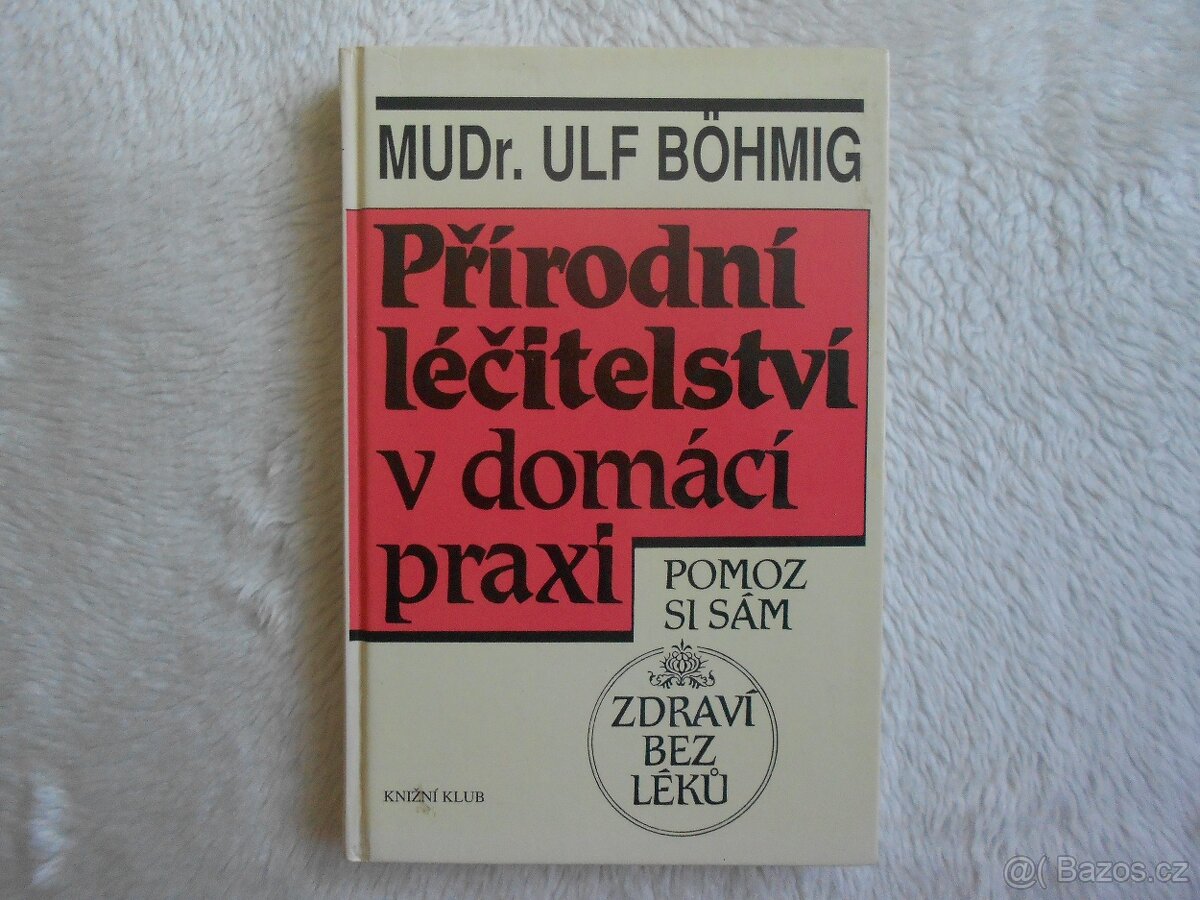 MUDr. ULF BÖHMIG
Přírodní
léčitelství
v domácí
praxi
POMOZ
SI SÁM
ZDRAVÍ
BEZ
LÉKŮ
KNIŽNÍ KLUB
@( Bazos.cz